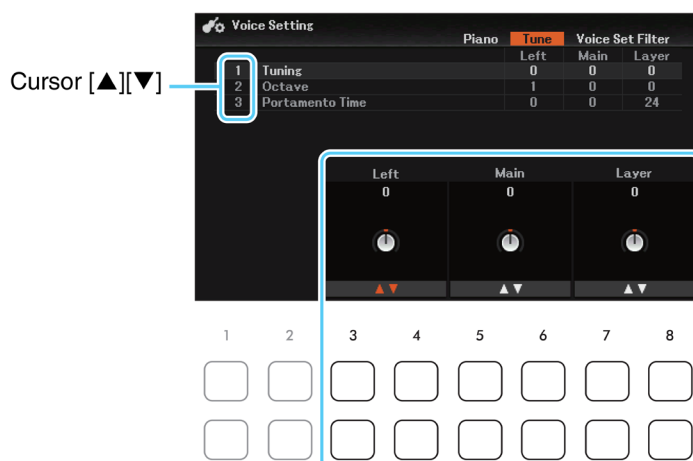 Voice Setting
Piano Tune Voice Set Filter
Left Main Layer
1 Tuning 0 0 0
Cursor [▲][▼]
2 Octave 1 0 0
3 Portamento Time 0 0 24
Left Main Layer
0 0 0
▲▼ ▲▼ ▲▼
1 2 3 4 5 6 7 8